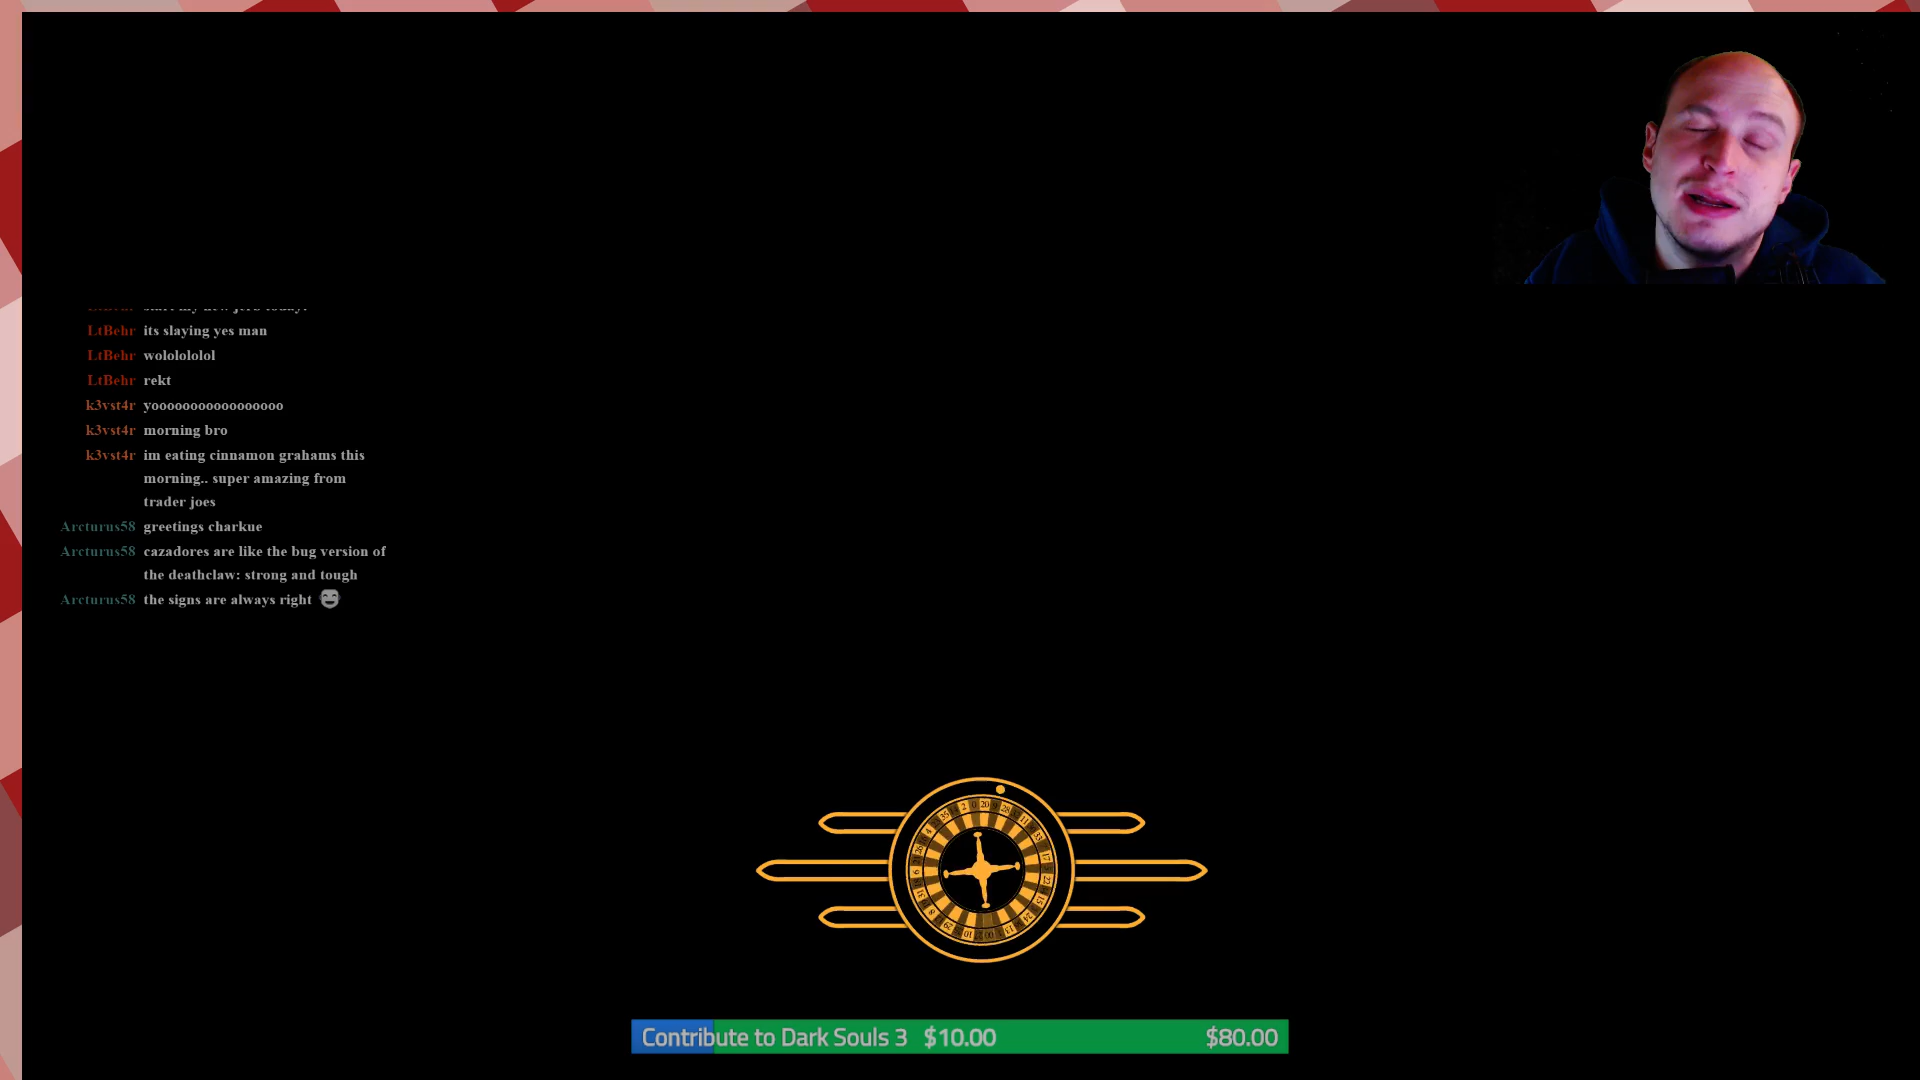 LtBehr its slaying yes man
LtBehr wolololololol
LtBehr rekt
k3vst4r yooooooooooooooooo
k3vst4r morning bro
k3vst4r im eating cinnamon grahams this
morning.. super amazing from
trader joes
Arcturus58 greetings charkue
Arcturus58 cazadores are like the bug version of
the deathclaw: strong and tough
Arcturus58 the signs are always right
Contribute to Dark Souls 3 $10.00 $80.00